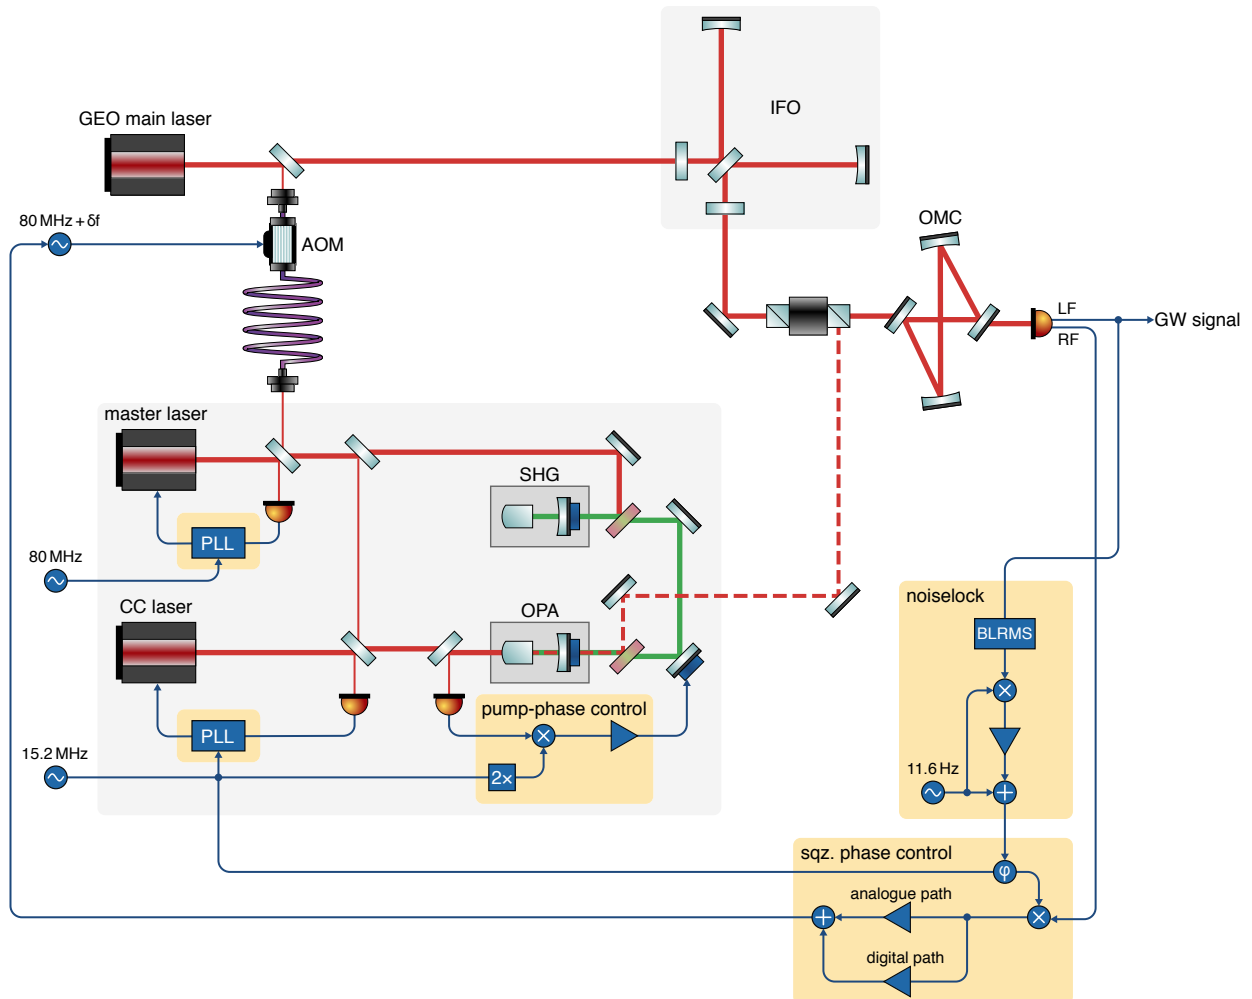 IFO
GEO main laser
80 MHz + δf
AOM
OMC
LF
GW signal
RF
master laser
SHG
PLL
80 MHz
CC laser
OPA
noiselock
BLRMS
pump-phase control
PLL
15.2 MHz
2×
11.6 Hz
sqz. phase control
φ
analogue path
digital path